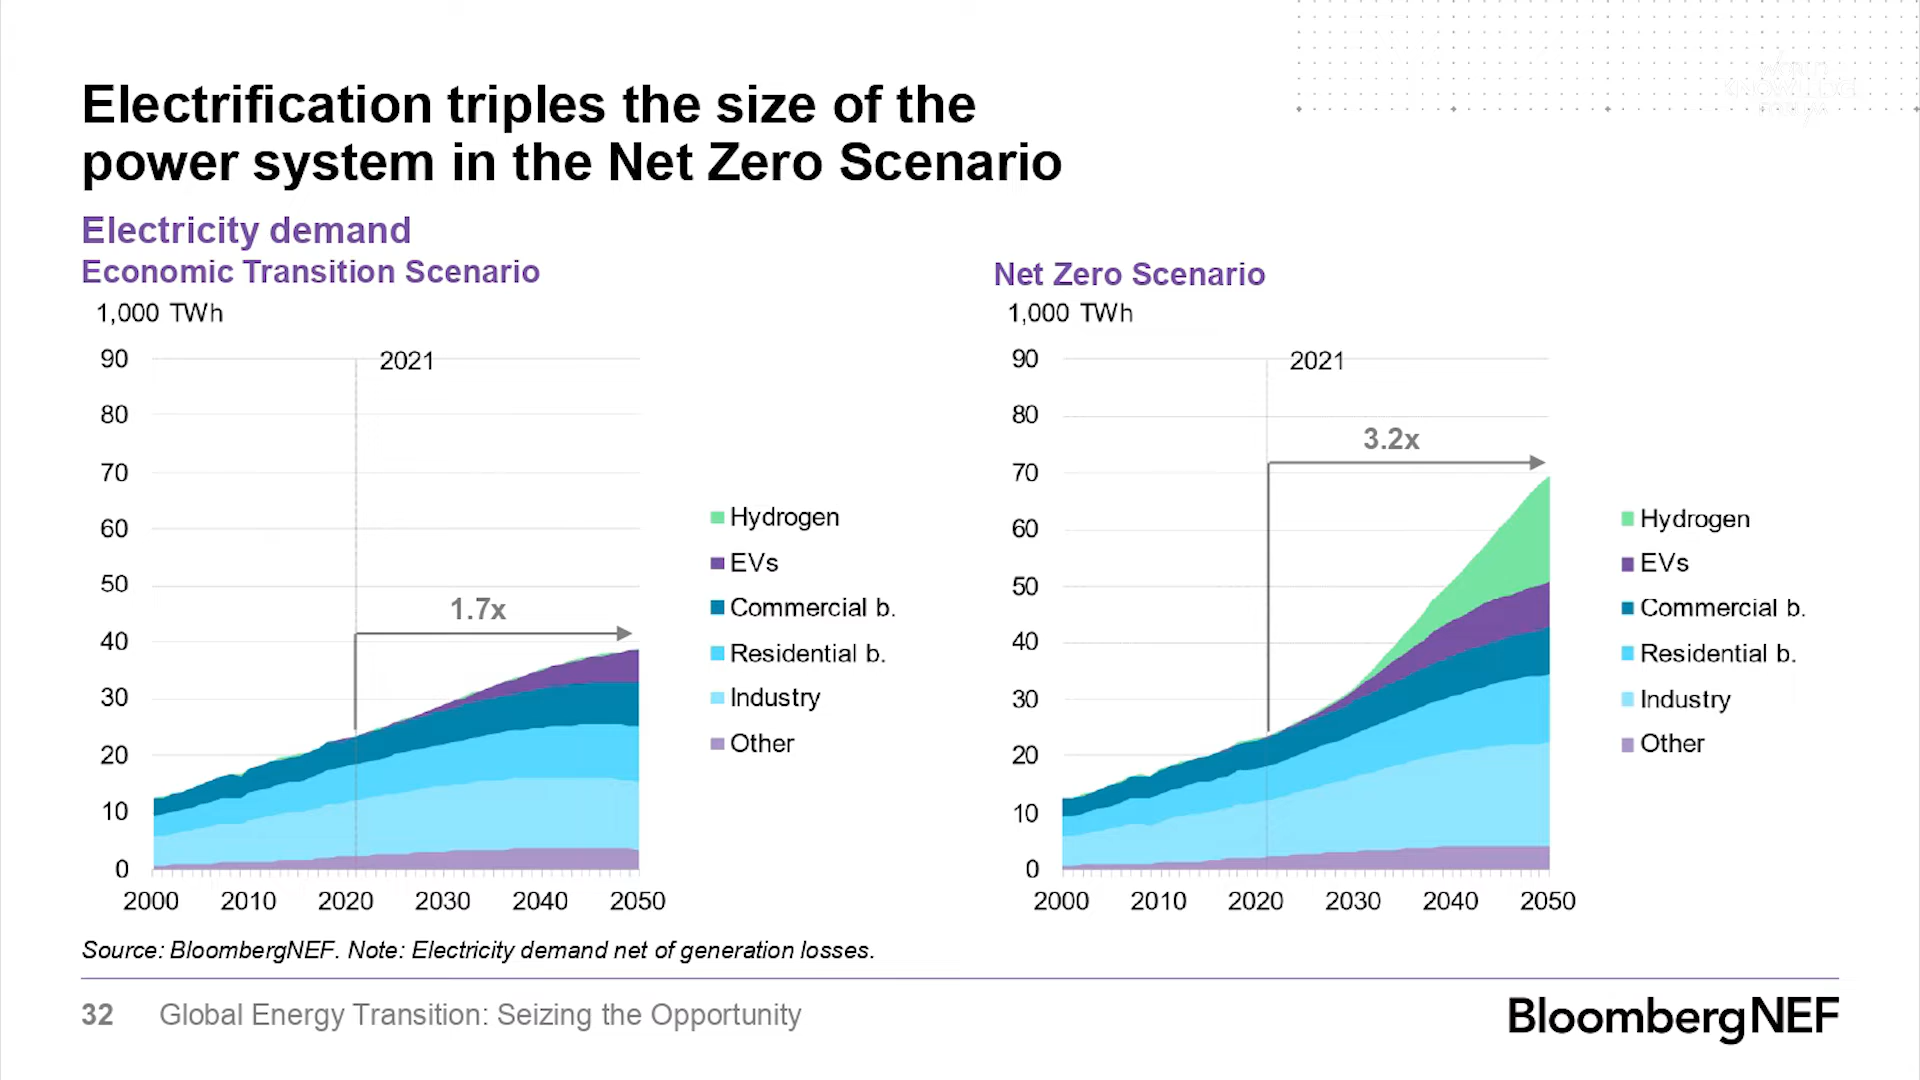 Electrification triples the size of the
power system in the Net Zero Scenario
Electricity demand
Economic Transition Scenario
1,000 TWh
90
80
70
60
50
40
30
20
10
0
2021
1.7x
2000 2010 2020 2030 2040 2050
Hydrogen
EVs
Commercial b.
Residential b.
Industry
Other
Net Zero Scenario
1,000 TWh
90
80
70
60
50
40
30
20
10
0
2021
3.2x
2000 2010 2020 2030 2040 2050
Hydrogen
EVs
Commercial b.
Residential b.
Industry
Other
Source: BloombergNEF. Note: Electricity demand net of generation losses.
32 Global Energy Transition: Seizing the Opportunity
BloombergNEF